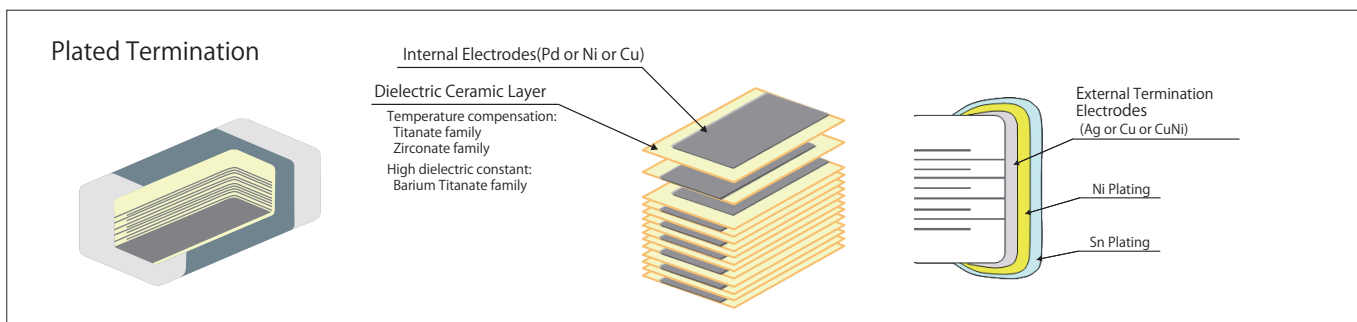 Plated Termination
Internal Electrodes(Pd or Ni or Cu)
Dielectric Ceramic Layer
Temperature compensation:
Titanate family
Zirconate family
High dielectric constant:
Barium Titanate family
External Termination
Electrodes
(Ag or Cu or CuNi)
Ni Plating
Sn Plating